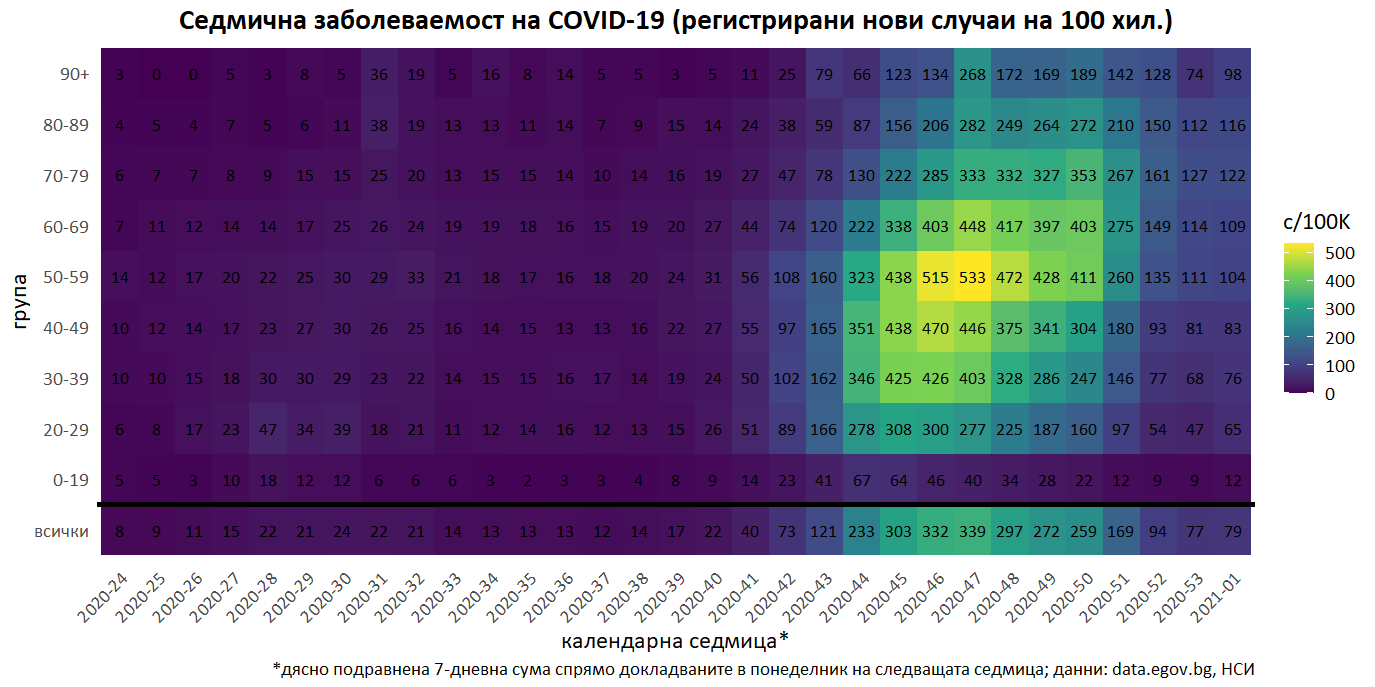 Седмична заболеваемост на COVID-19 (регистрирани нови случаи на 100 хил.)
90+ 3 0 0 5 3 8 5 36 19 5 16 8 14 5 5 3 5 11 25 79 66 123 134 268 172 169 189 142 128 74 98
80-89 4 5 4 7 5 6 11 38 19 13 13 11 14 7 9 15 14 24 38 59 87 156 206 282 249 264 272 210 150 112 116
70-79 6 7 7 8 9 15 15 25 20 13 15 15 14 10 14 16 19 27 47 78 130 222 285 333 332 327 353 267 161 127 122
60-69 7 11 12 14 14 17 25 26 24 19 19 18 16 15 19 20 27 44 74 120 222 338 403 448 417 397 403 275 149 114 109
50-59 14 12 17 20 22 25 30 29 33 21 18 17 16 18 20 24 31 56 108 160 323 438 515 533 472 428 411 260 135 111 104
40-49 10 12 14 17 23 27 30 26 25 16 14 15 13 13 16 22 27 55 97 165 351 438 470 446 375 341 304 180 93 81 83
30-39 10 10 15 18 30 30 29 23 22 14 15 15 16 17 14 19 24 50 102 162 346 425 426 403 328 286 247 146 77 68 76
20-29 6 8 17 23 47 34 39 18 21 11 12 14 16 12 13 15 26 51 89 166 278 308 300 277 225 187 160 97 54 47 65
0-19 5 5 3 10 18 12 12 6 6 6 3 2 3 3 4 8 9 14 23 41 67 64 46 40 34 28 22 12 9 9 12
всички 8 9 11 15 22 21 24 22 21 14 13 13 13 12 14 17 22 40 73 121 233 303 332 339 297 272 259 169 94 77 79
група
2020-24 2020-25 2020-26 2020-27 2020-28 2020-29 2020-30 2020-31 2020-32 2020-33 2020-34 2020-35 2020-36 2020-37 2020-38 2020-39 2020-40 2020-41 2020-42 2020-43 2020-44 2020-45 2020-46 2020-47 2020-48 2020-49 2020-50 2020-51 2020-52 2020-53 2021-01
календарна седмица*
*дясно подравнена 7-дневна сума спрямо докладваните в понеделник на следващата седмица; данни: data.egov.bg, НСИ
c/100K
500
400
300
200
100
0